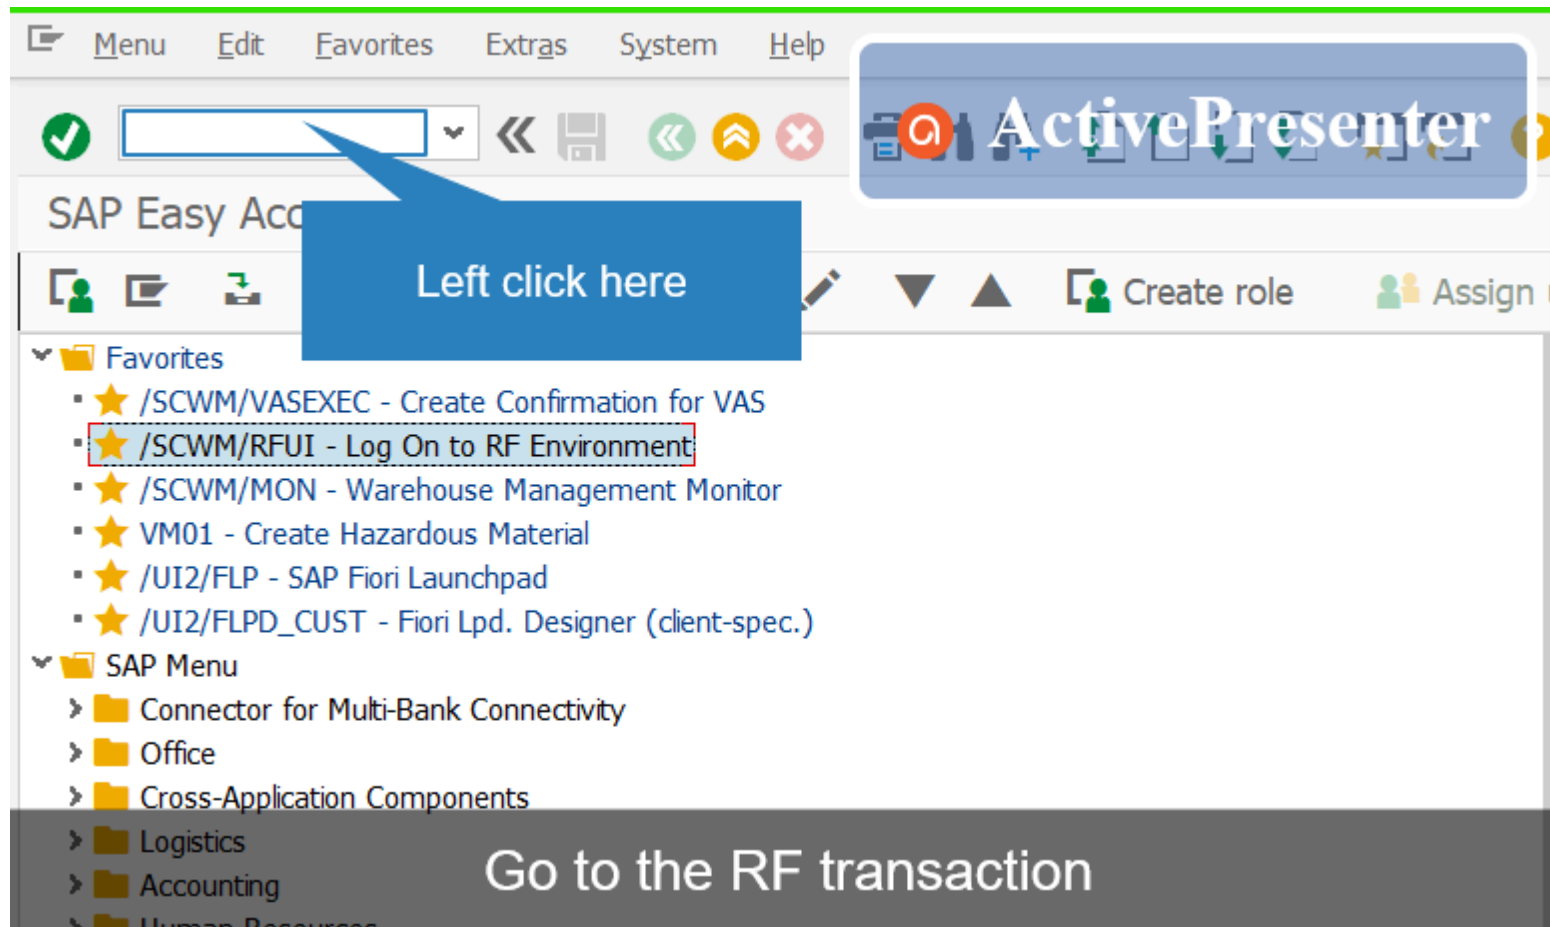 Menu Edit Favorites Extras System Help
ActivePresenter
SAP Easy Acc
Left click here
Create role Assign
Favorites
/SCWM/VASEXEC - Create Confirmation for VAS
/SCWM/RFUI - Log On to RF Environment
/SCWM/MON - Warehouse Management Monitor
VM01 - Create Hazardous Material
/UI2/FLP - SAP Fiori Launchpad
/UI2/FLPD_CUST - Fiori Lpd. Designer (client-spec.)
SAP Menu
Connector for Multi-Bank Connectivity
Office
Cross-Application Components
Logistics
Go to the RF transaction
Accounting
Human Resources